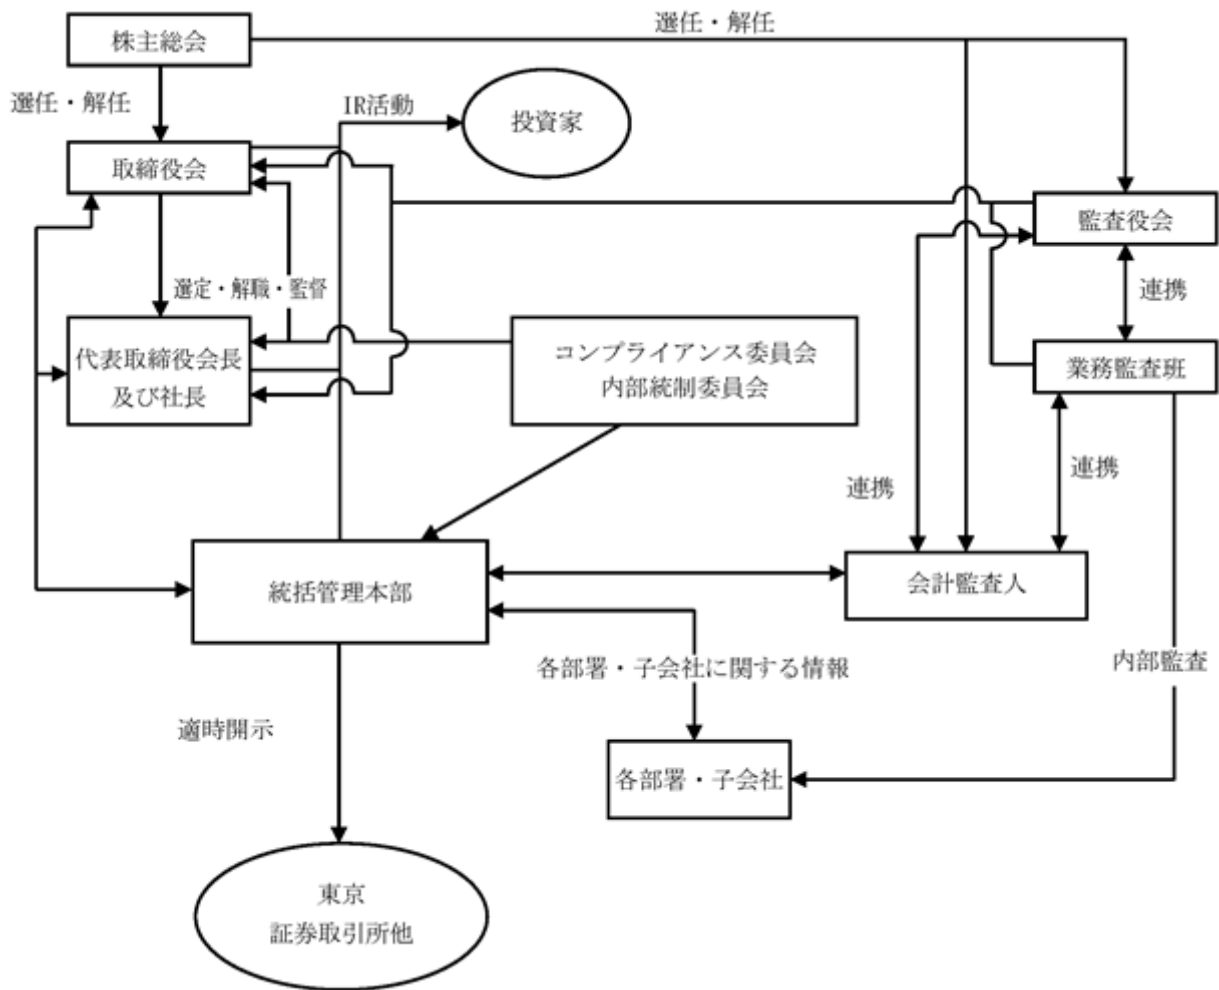 選任・解任
株主総会
選任・解任
IR活動
投資家
取締役会
監査役会
選定・解職・監督
連携
代表取締役会長
及び社長
コンプライアンス委員会
内部統制委員会
業務監査班
連携
連携
統括管理本部
会計監査人
各部署・子会社に関する情報
内部監査
適時開示
各部署・子会社
東京
証券取引所他